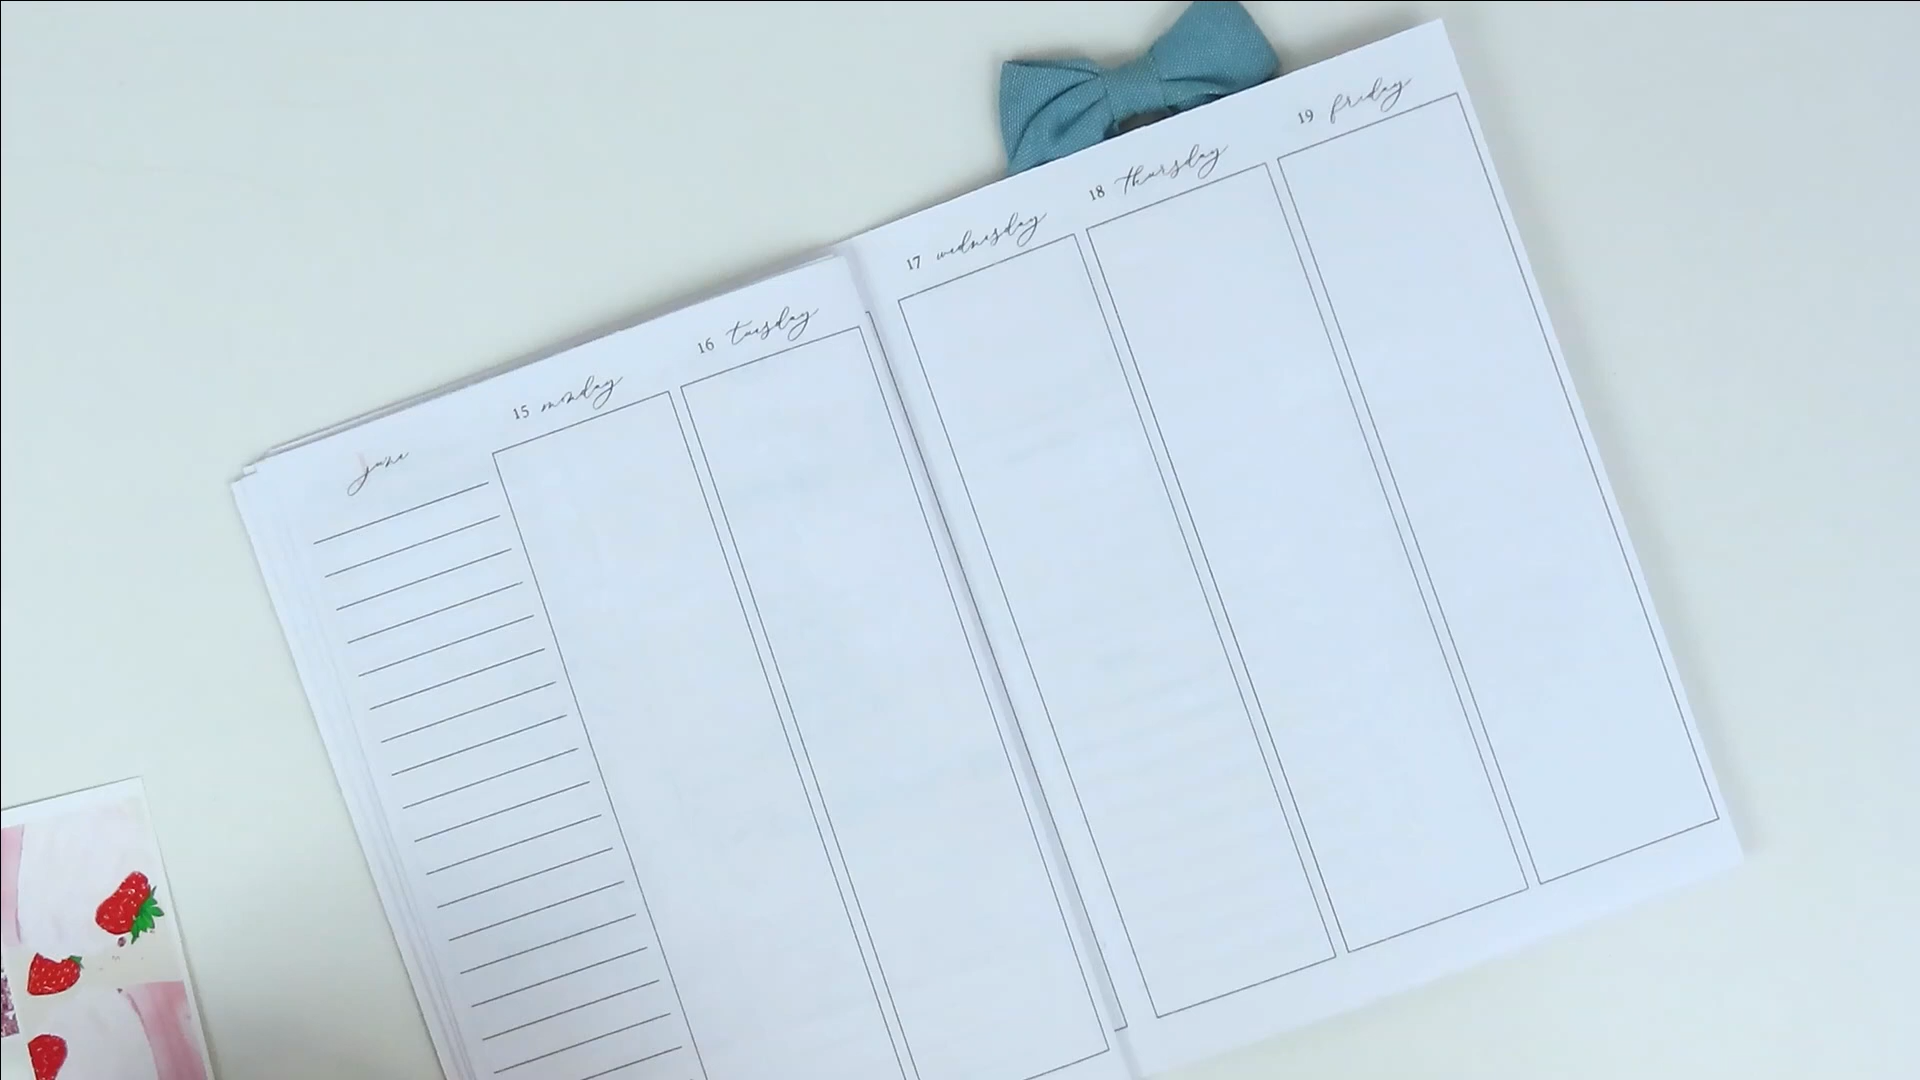 june
15 monday
16 tuesday
17 wednesday
18 thursday
19 friday